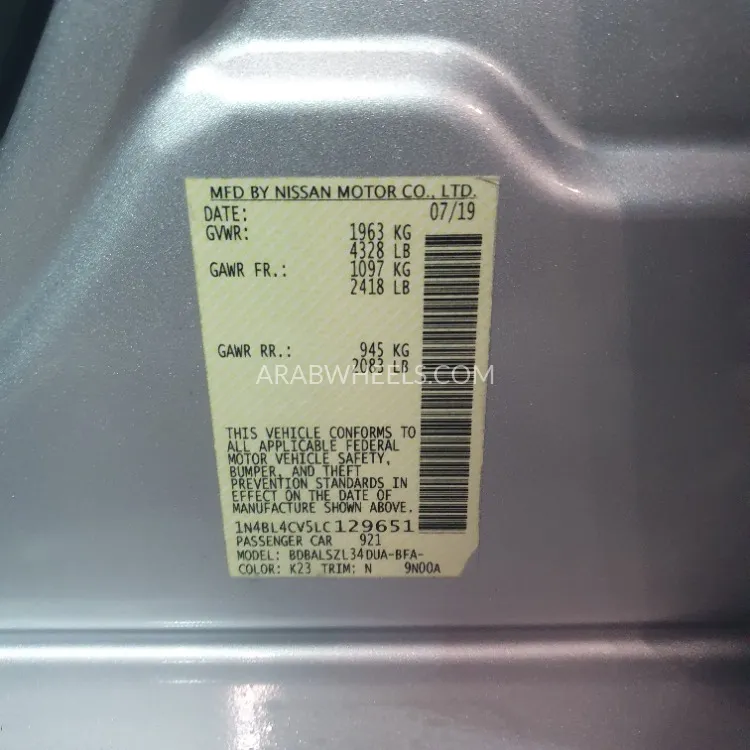 MFD BY NISSAN MOTOR CO., LTD.
DATE: 07/19
GVWR: 1963 KG
4328 LB
GAWR FR.: 1097 KG
2418 LB
GAWR RR.: 945 KG
2083 LB
ARABWHEELS.COM
THIS VEHICLE CONFORMS TO
ALL APPLICABLE FEDERAL
MOTOR VEHICLE SAFETY,
BUMPER, AND THEFT
PREVENTION STANDARDS IN
EFFECT ON THE DATE OF
MANUFACTURE SHOWN ABOVE.
1N4BL4CV5LC129651
PASSENGER CAR 921
MODEL: BDBALSZL34DUA-BFA-
COLOR: K23 TRIM: N 9N00A